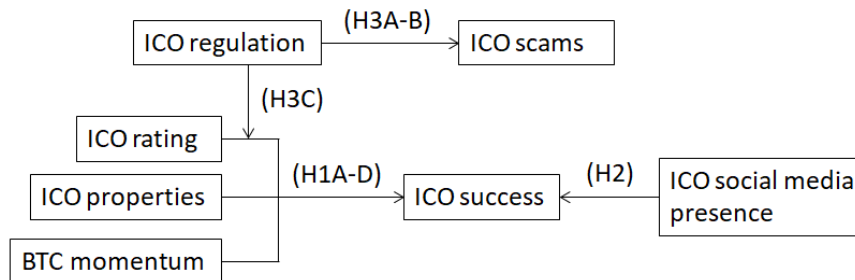 ICO regulation
(H3A-B)
ICO scams
(H3C)
ICO rating
ICO properties
(H1A-D)
ICO success
(H2)
ICO social media
presence
BTC momentum